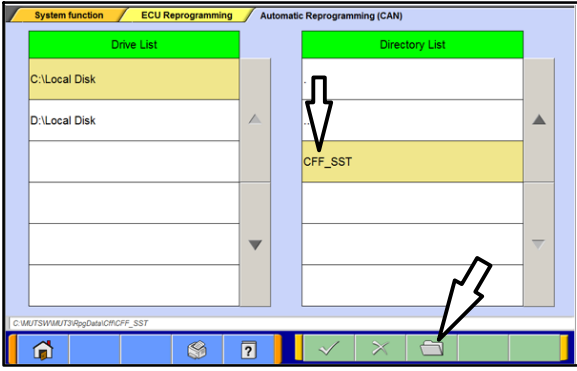 System function
ECU Reprogramming
Automatic Reprogramming (CAN)
Drive List
Directory List
C:\Local Disk
.
D:\Local Disk
..
CFF_SST
C:\MUTSW\MUT3\RpgData\Cff\CFF_SST
?